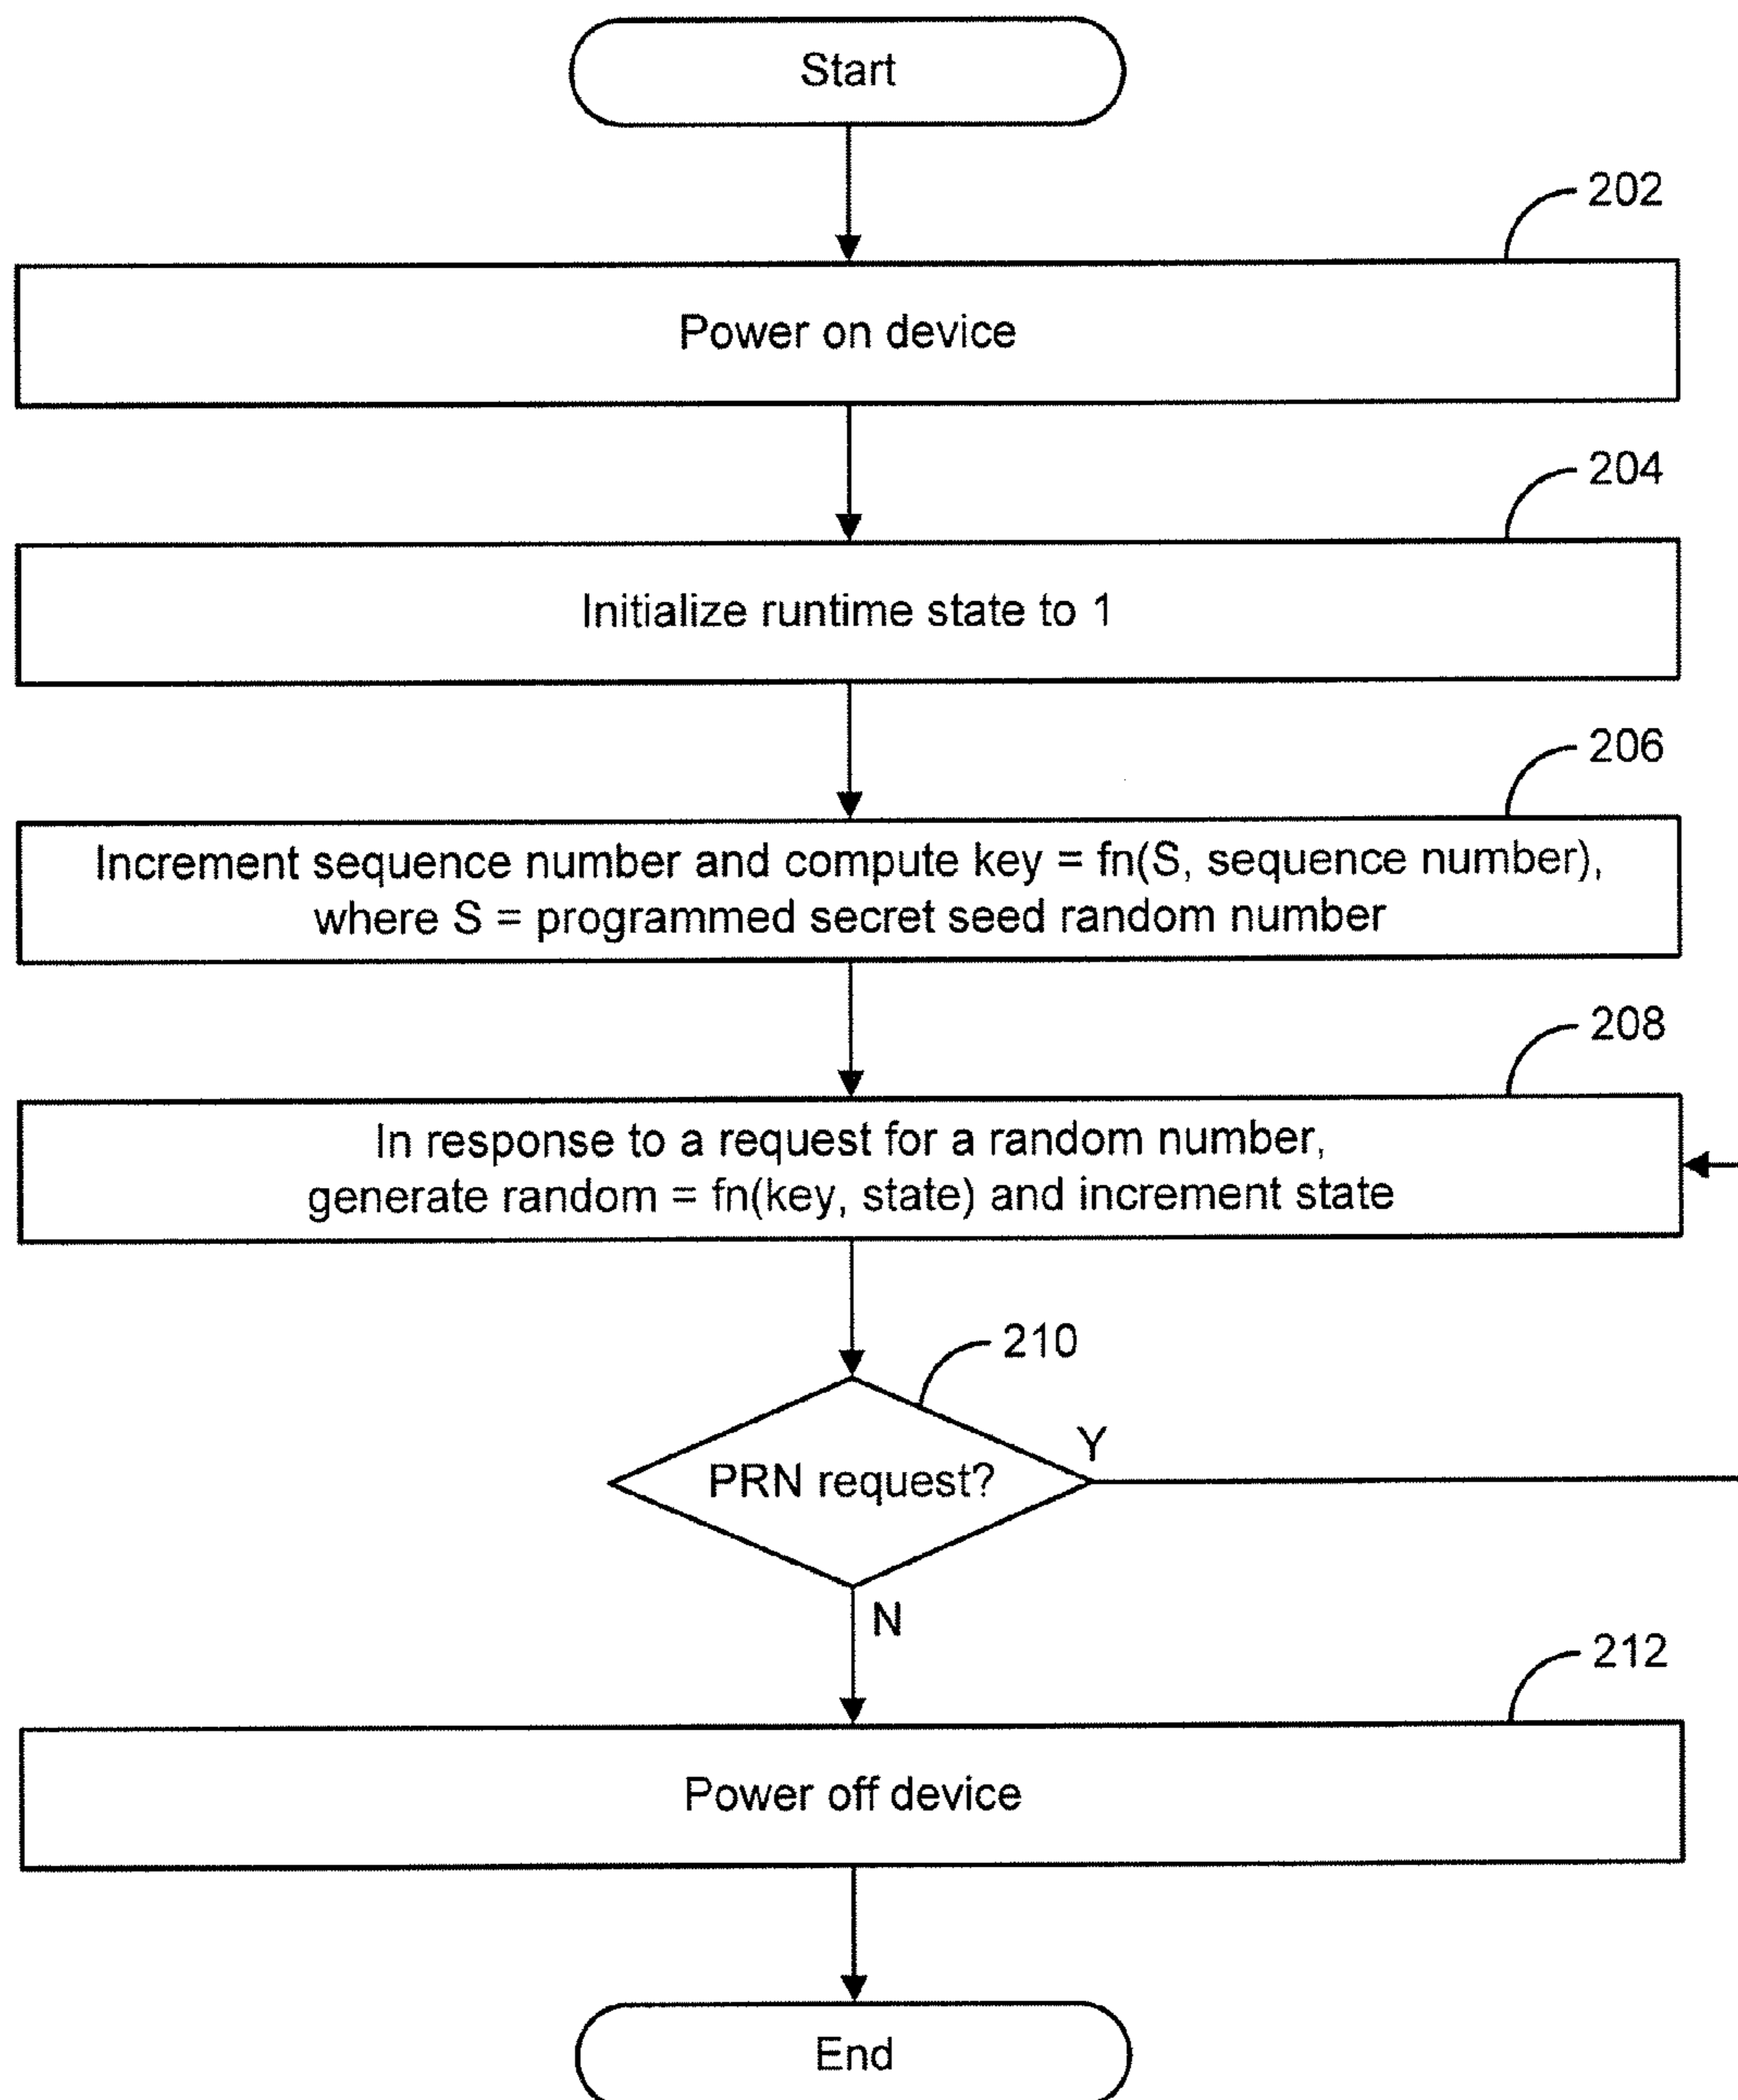 Start
202
Power on device
204
Initialize runtime state to 1
206
Increment sequence number and compute key = fn(S, sequence number),
where S = programmed secret seed random number
208
In response to a request for a random number,
generate random = fn(key, state) and increment state
210
PRN request?
Y
N
212
Power off device
End